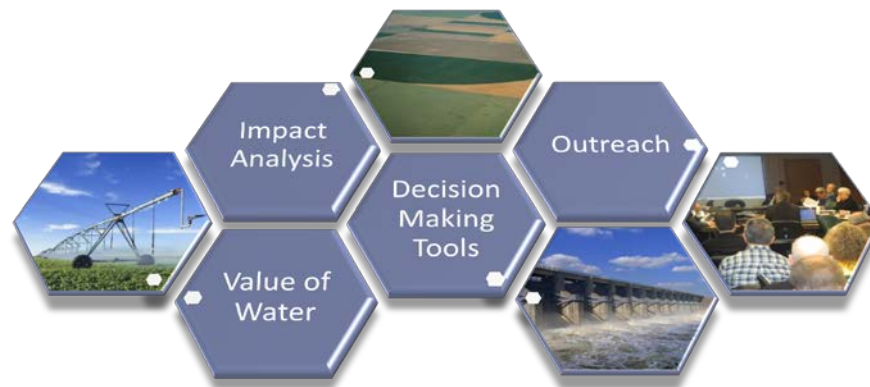 Impact
Analysis
Outreach
Decision
Making
Tools
Value of
Water